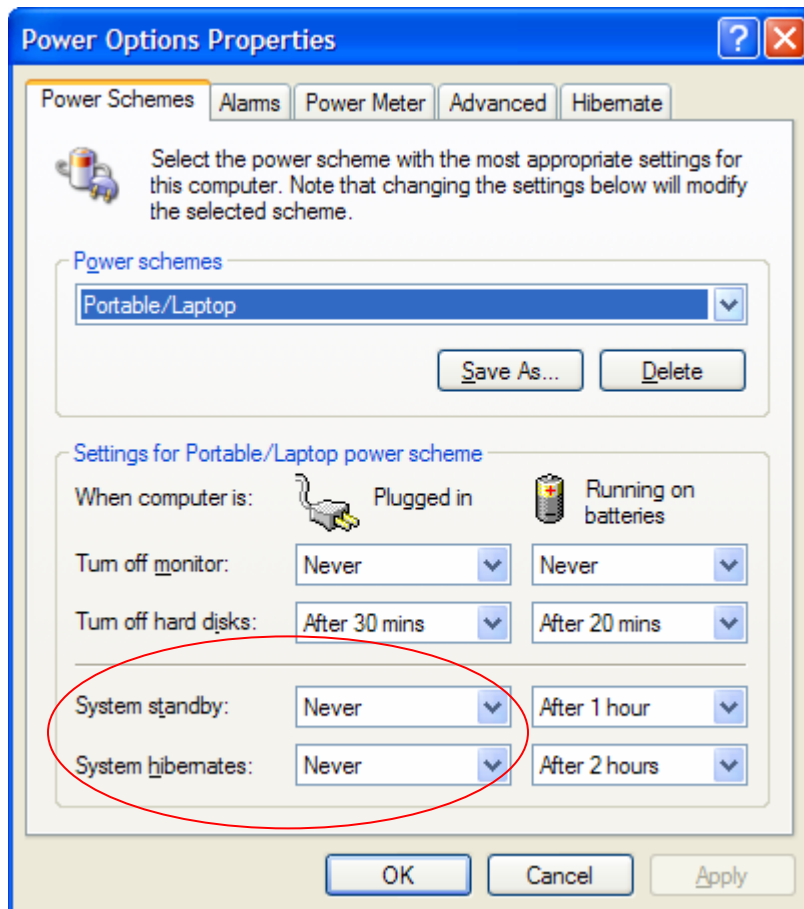 Power Options Properties
Power Schemes Alarms Power Meter Advanced Hibernate
Select the power scheme with the most appropriate settings for
this computer. Note that changing the settings below will modify
the selected scheme.
Power schemes
Portable/Laptop
Save As... Delete
Settings for Portable/Laptop power scheme
When computer is: Plugged in Running on
batteries
Turn off monitor: Never Never
Turn off hard disks: After 30 mins After 20 mins
System standby: Never After 1 hour
System hibernates: Never After 2 hours
OK Cancel Apply